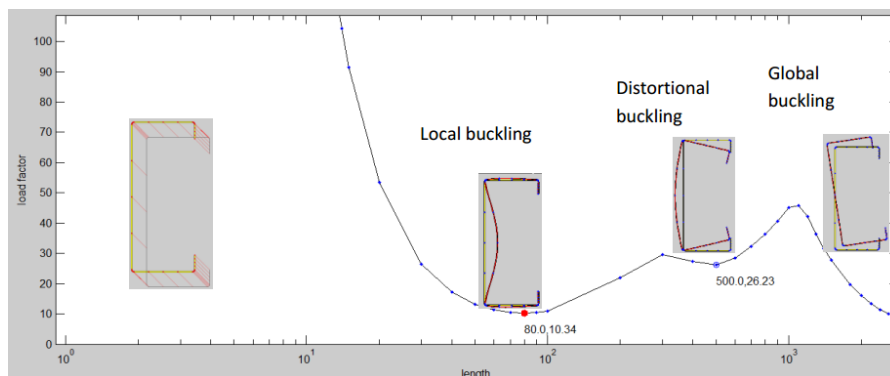 100
90
80
70
60
50
40
30
20
10
0
load factor
Local buckling
Distortional
buckling
Global
buckling
80.0,10.34
500.0,26.23
10^0
10^1
10^2
10^3
length